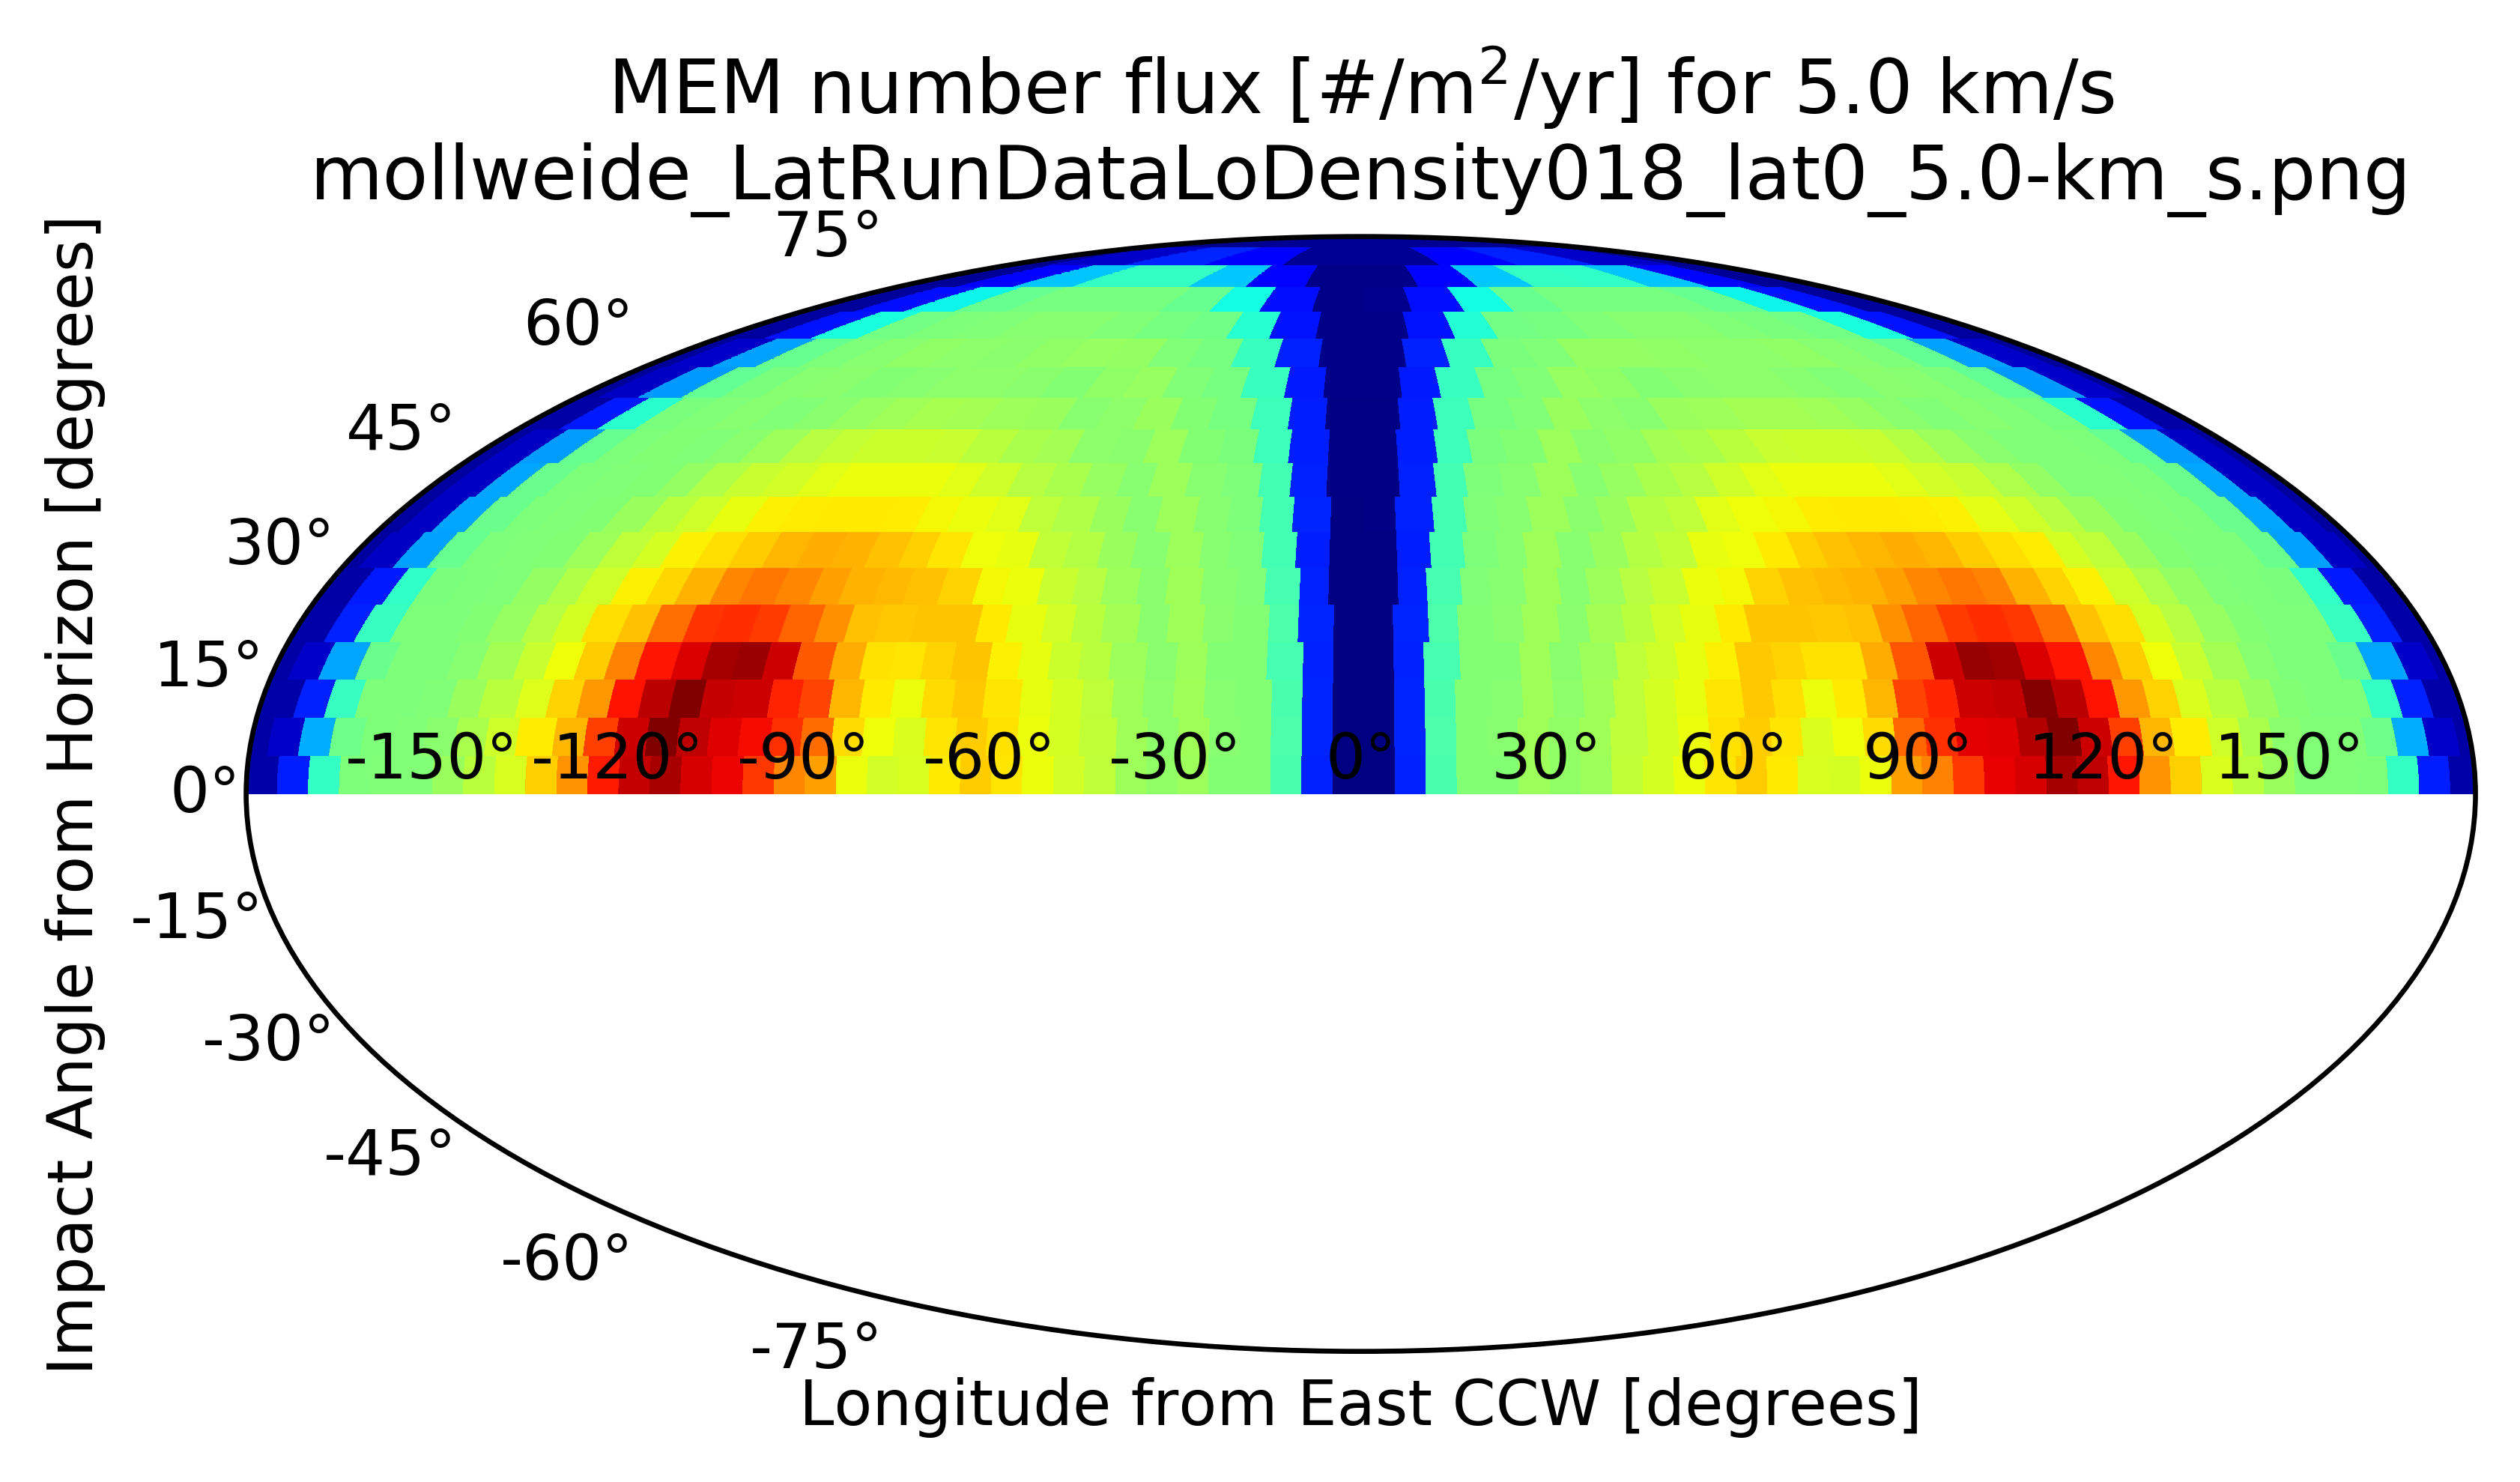 MEM number flux [#/m²/yr] for 5.0 km/s
mollweide_LatRunDataLoDensity018_lat0_5.0-km_s.png
Impact Angle from Horizon [degrees]
75°
60°
45°
30°
15°
0°
-15°
-30°
-45°
-60°
-75°
-150° -120° -90° -60° -30° 0° 30° 60° 90° 120° 150°
Longitude from East CCW [degrees]